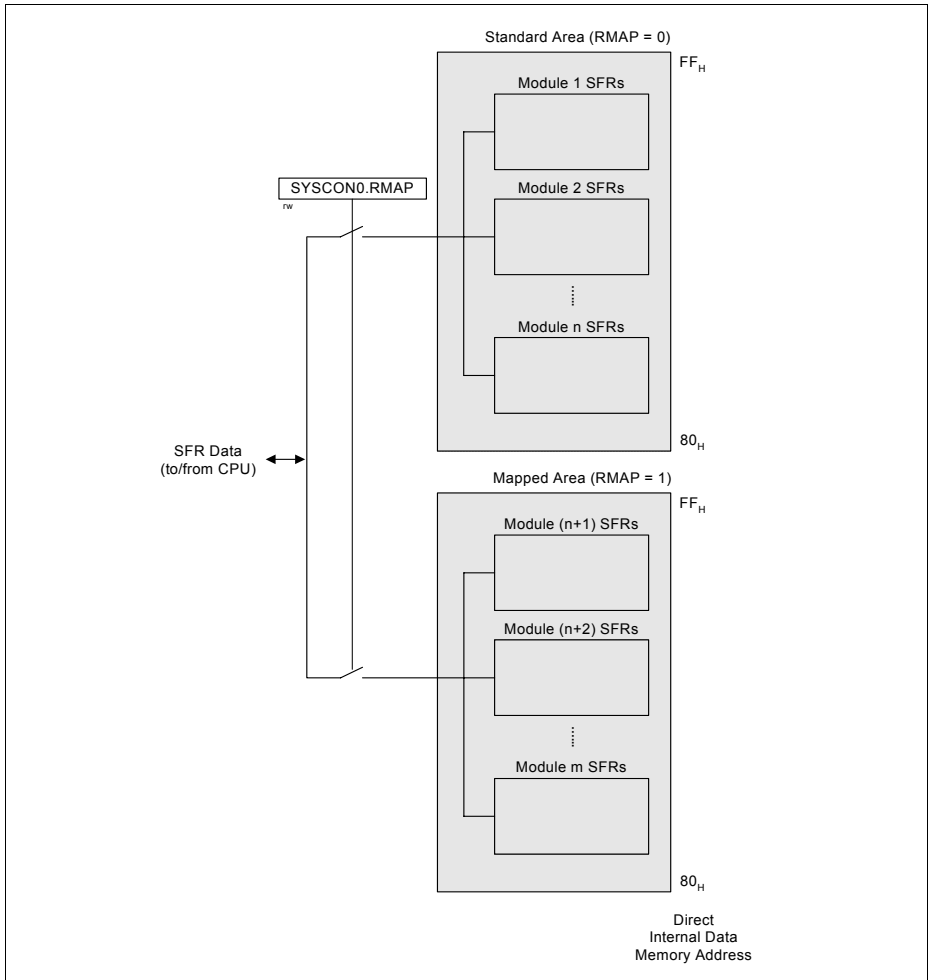 Standard Area (RMAP = 0)
FFH
Module 1 SFRs
SYSCON0.RMAP
rw
Module 2 SFRs
Module n SFRs
80H
SFR Data
(to/from CPU)
Mapped Area (RMAP = 1)
FFH
Module (n+1) SFRs
Module (n+2) SFRs
Module m SFRs
80H
Direct
Internal Data
Memory Address